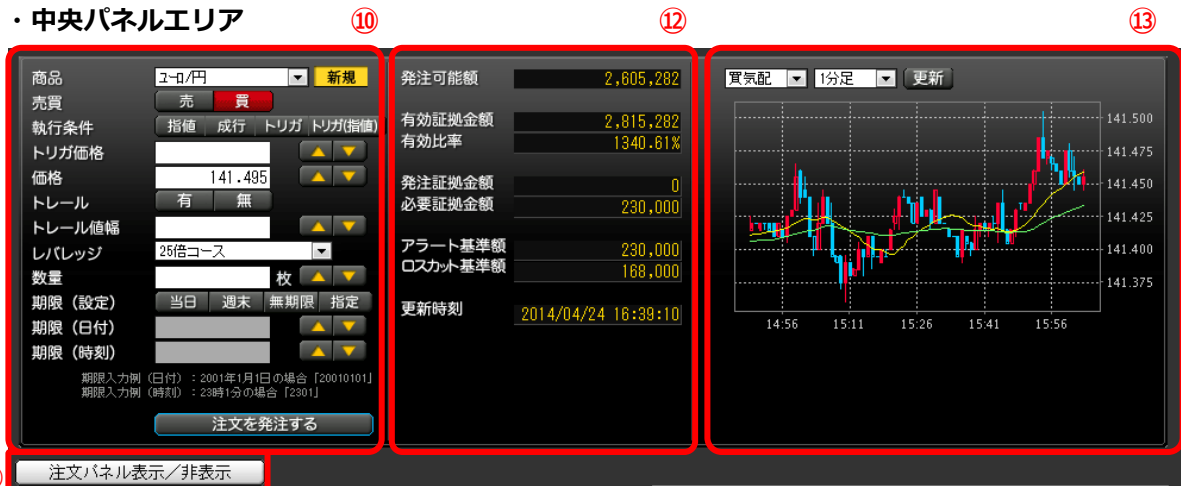 ・中央パネルエリア
⑩
⑫
⑬
商品 ユーロ/円 新規
売買 売 買
執行条件 指値 成行 トリガ トリガ(指値)
トリガ価格
価格 141.495
トレール 有 無
トレール値幅
レバレッジ 25倍コース
数量 枚
期限（設定） 当日 週末 無期限 指定
期限（日付）
期限（時刻）
期限入力例（日付）：2001年1月1日の場合「20010101」
期限入力例（時刻）：23時1分の場合「2301」
注文を発注する
発注可能額 2,605,282
有効証拠金額 2,815,282
有効比率 1340.61%
発注証拠金額 0
必要証拠金額 230,000
アラート基準額 230,000
ロスカット基準額 168,000
更新時刻 2014/04/24 16:39:10
買気配 1分足 更新
141.500
141.475
141.450
141.425
141.400
141.375
14:56 15:11 15:26 15:41 15:56
注文パネル表示／非表示